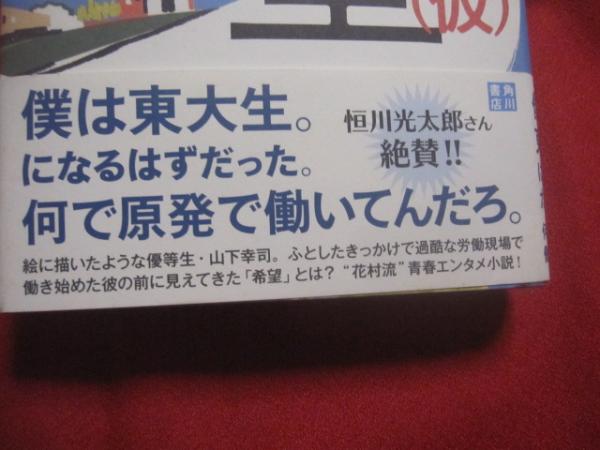 (仮)
僕は東大生。
になるはずだった。
何で原発で働いてんだろ。
恒川光太郎さん
絶賛!!
角川
書店
絵に描いたような優等生・山下幸司。ふとしたきっかけで過酷な労働現場で
働き始めた彼の前に見えてきた「希望」とは? “花村流”青春エンタメ小説!